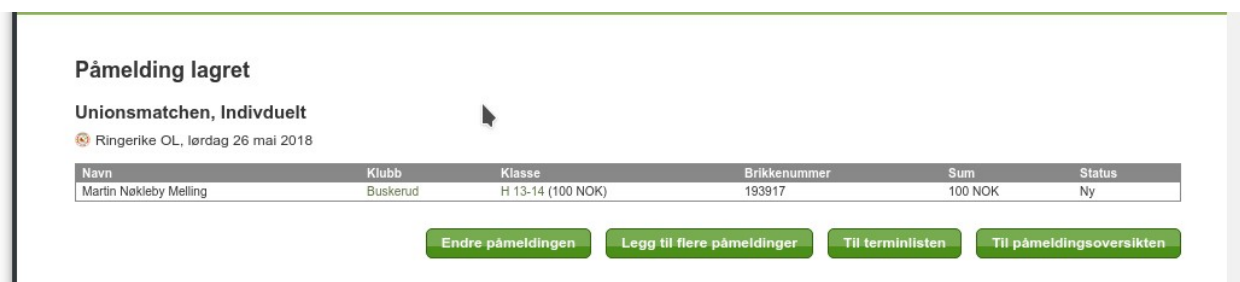 Påmelding lagret
Unionsmatchen, Indivduelt
Ringerike OL, lørdag 26 mai 2018
Navn Klubb Klasse Brikkenummer Sum Status
Martin Nøkleby Melling Buskerud H 13-14 (100 NOK) 193917 100 NOK Ny
Endre påmeldingen Legg til flere påmeldinger Til terminlisten Til påmeldingsoversikten